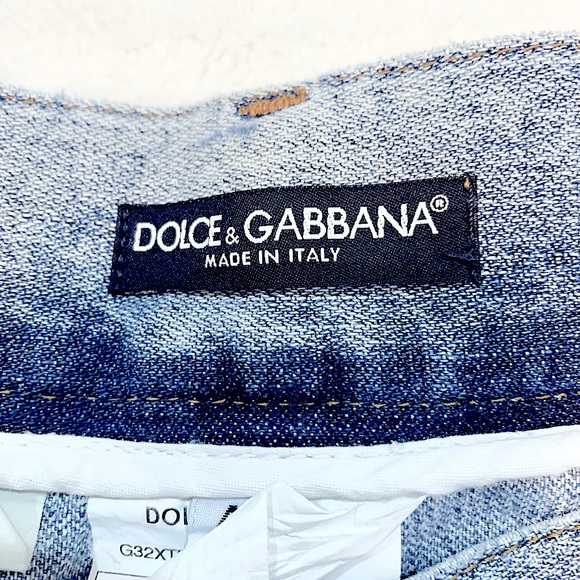 DOLCE & GABBANA®
MADE IN ITALY
DOL
G32XT